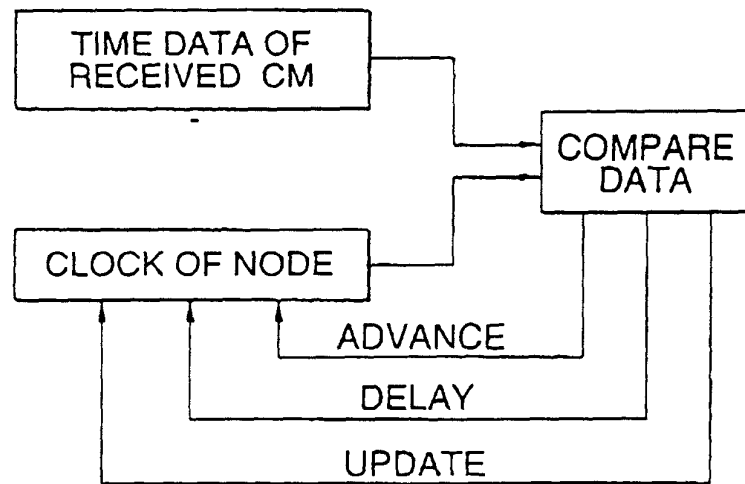 TIME DATA OF
RECEIVED CM
COMPARE
DATA
CLOCK OF NODE
ADVANCE
DELAY
UPDATE